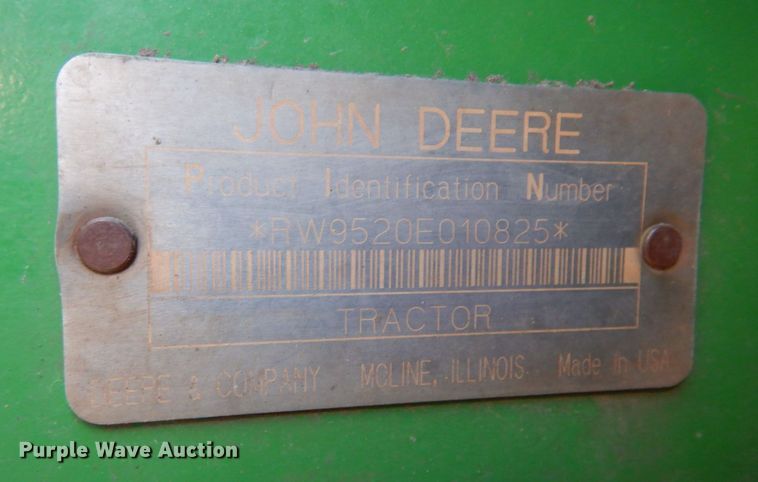 JOHN DEERE
Product Identification Number
*RW9520E010825*
TRACTOR
DEERE & COMPANY MOLINE, ILLINOIS Made in USA
Purple Wave Auction